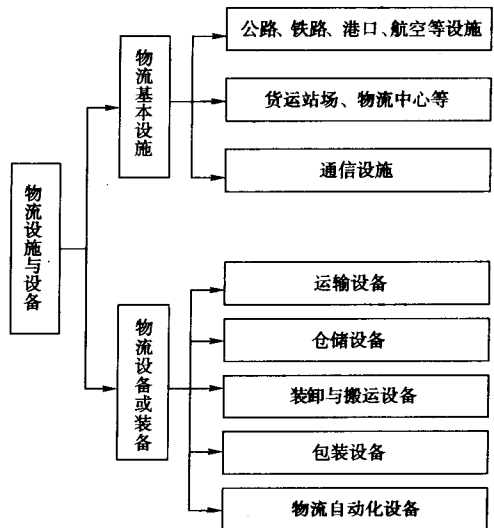 物流设施与设备
物流基本设施
公路、铁路、港口、航空等设施
货运站场、物流中心等
通信设施
物流设备或装备
运输设备
仓储设备
装卸与搬运设备
包装设备
物流自动化设备